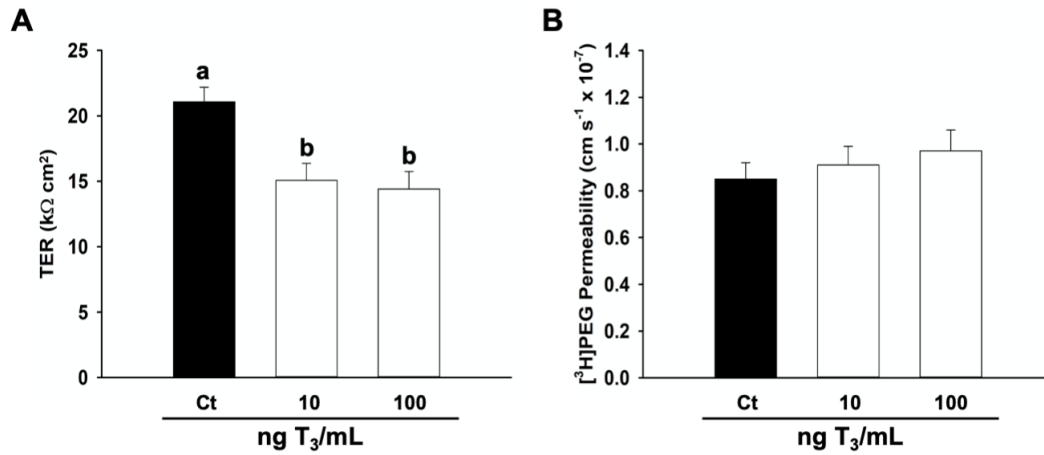 A
TER (kΩ cm²)
25
20
15
10
5
0
a
b
b
Ct 10 100
ng T₃/mL
B
[³H]PEG Permeability (cm s⁻¹ x 10⁻⁷)
1.4
1.2
1.0
0.8
0.6
0.4
0.2
0.0
Ct 10 100
ng T₃/mL